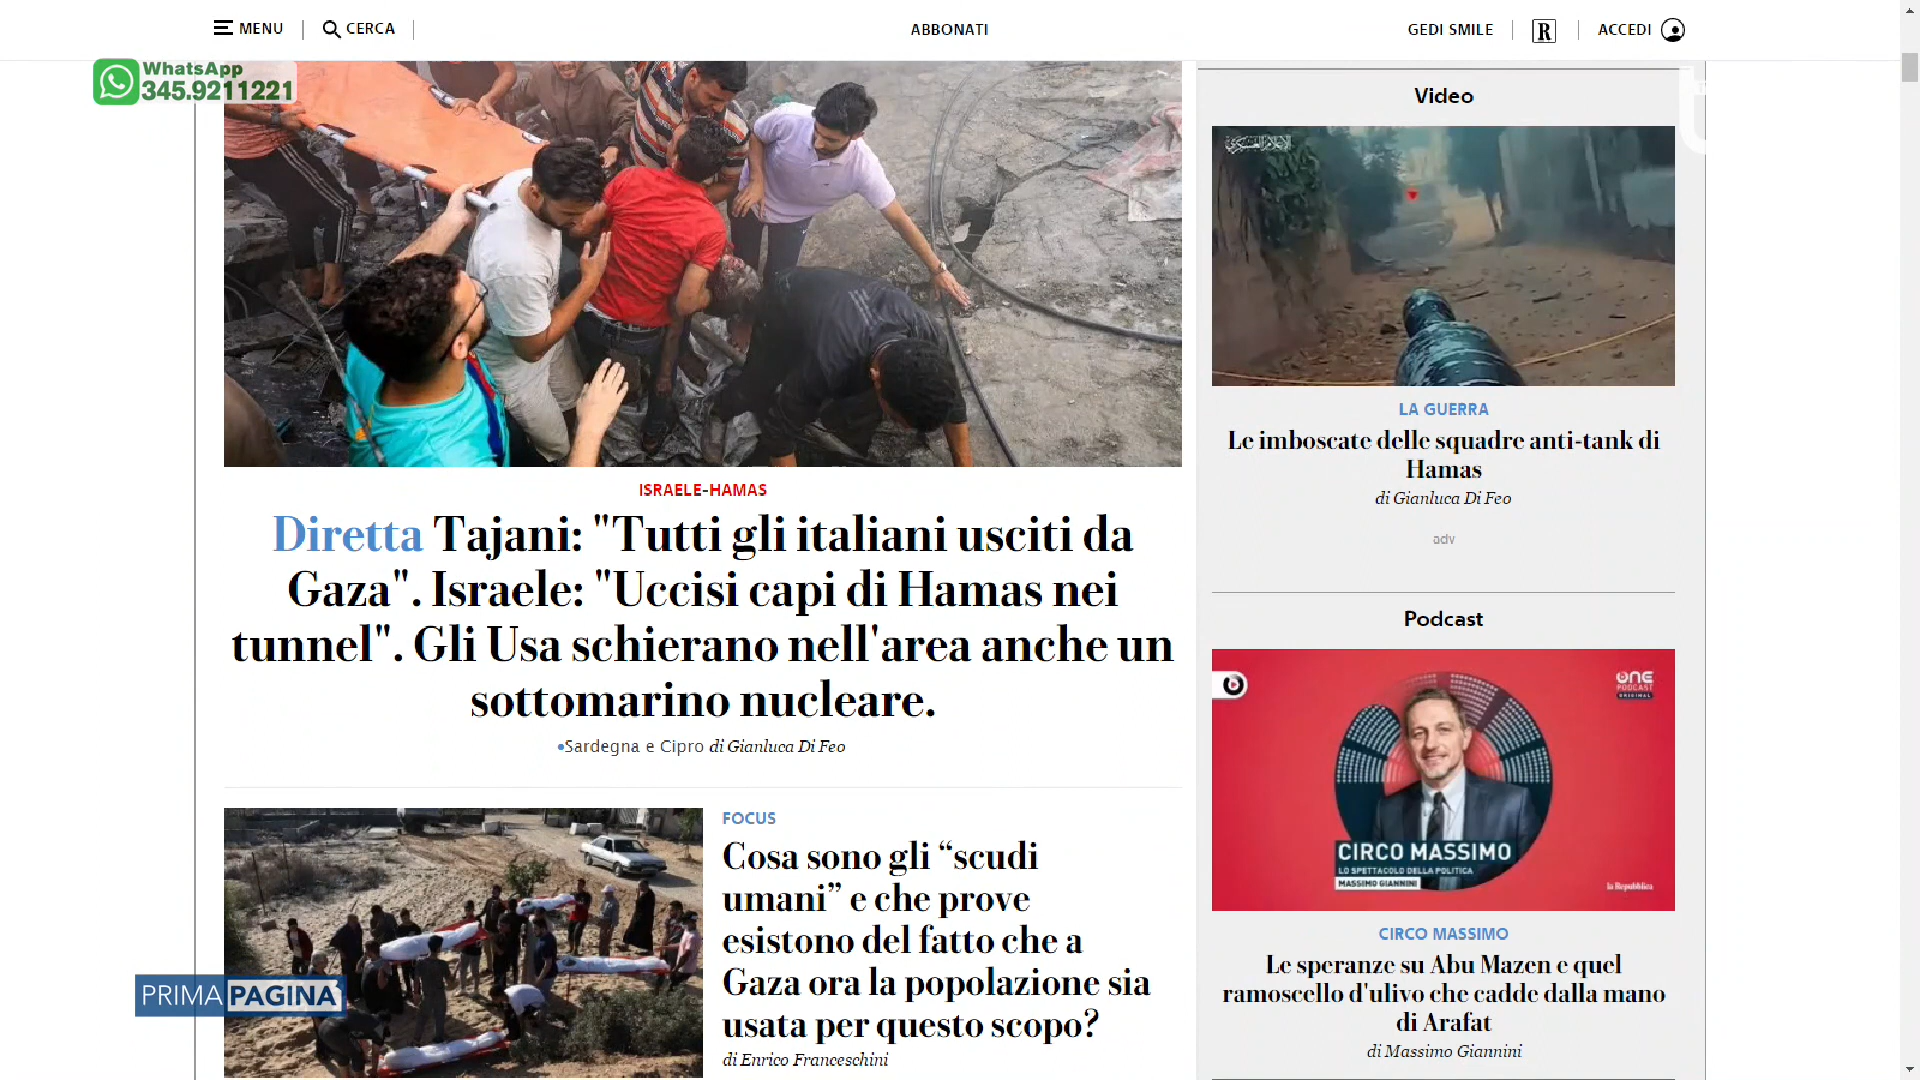 MENU
CERCA
ABBONATI
GEDI SMILE
R
ACCEDI
WhatsApp
345.9211221
ISRAELE-HAMAS
Diretta Tajani: "Tutti gli italiani usciti da
Gaza". Israele: "Uccisi capi di Hamas nei
tunnel". Gli Usa schierano nell'area anche un
sottomarino nucleare.
•Sardegna e Cipro di Gianluca Di Feo
FOCUS
Cosa sono gli “scudi
umani” e che prove
esistono del fatto che a
Gaza ora la popolazione sia
usata per questo scopo?
di Enrico Franceschini
PRIMA PAGINA
Video
الإعلام العسكري
LA GUERRA
Le imboscate delle squadre anti-tank di
Hamas
di Gianluca Di Feo
adv
Podcast
ONE
PODCAST
ORIGINAL
CIRCO MASSIMO
LO SPETTACOLO DELLA POLITICA
MASSIMO GIANNINI
la Repubblica
CIRCO MASSIMO
Le speranze su Abu Mazen e quel
ramoscello d'ulivo che cadde dalla mano
di Arafat
di Massimo Giannini